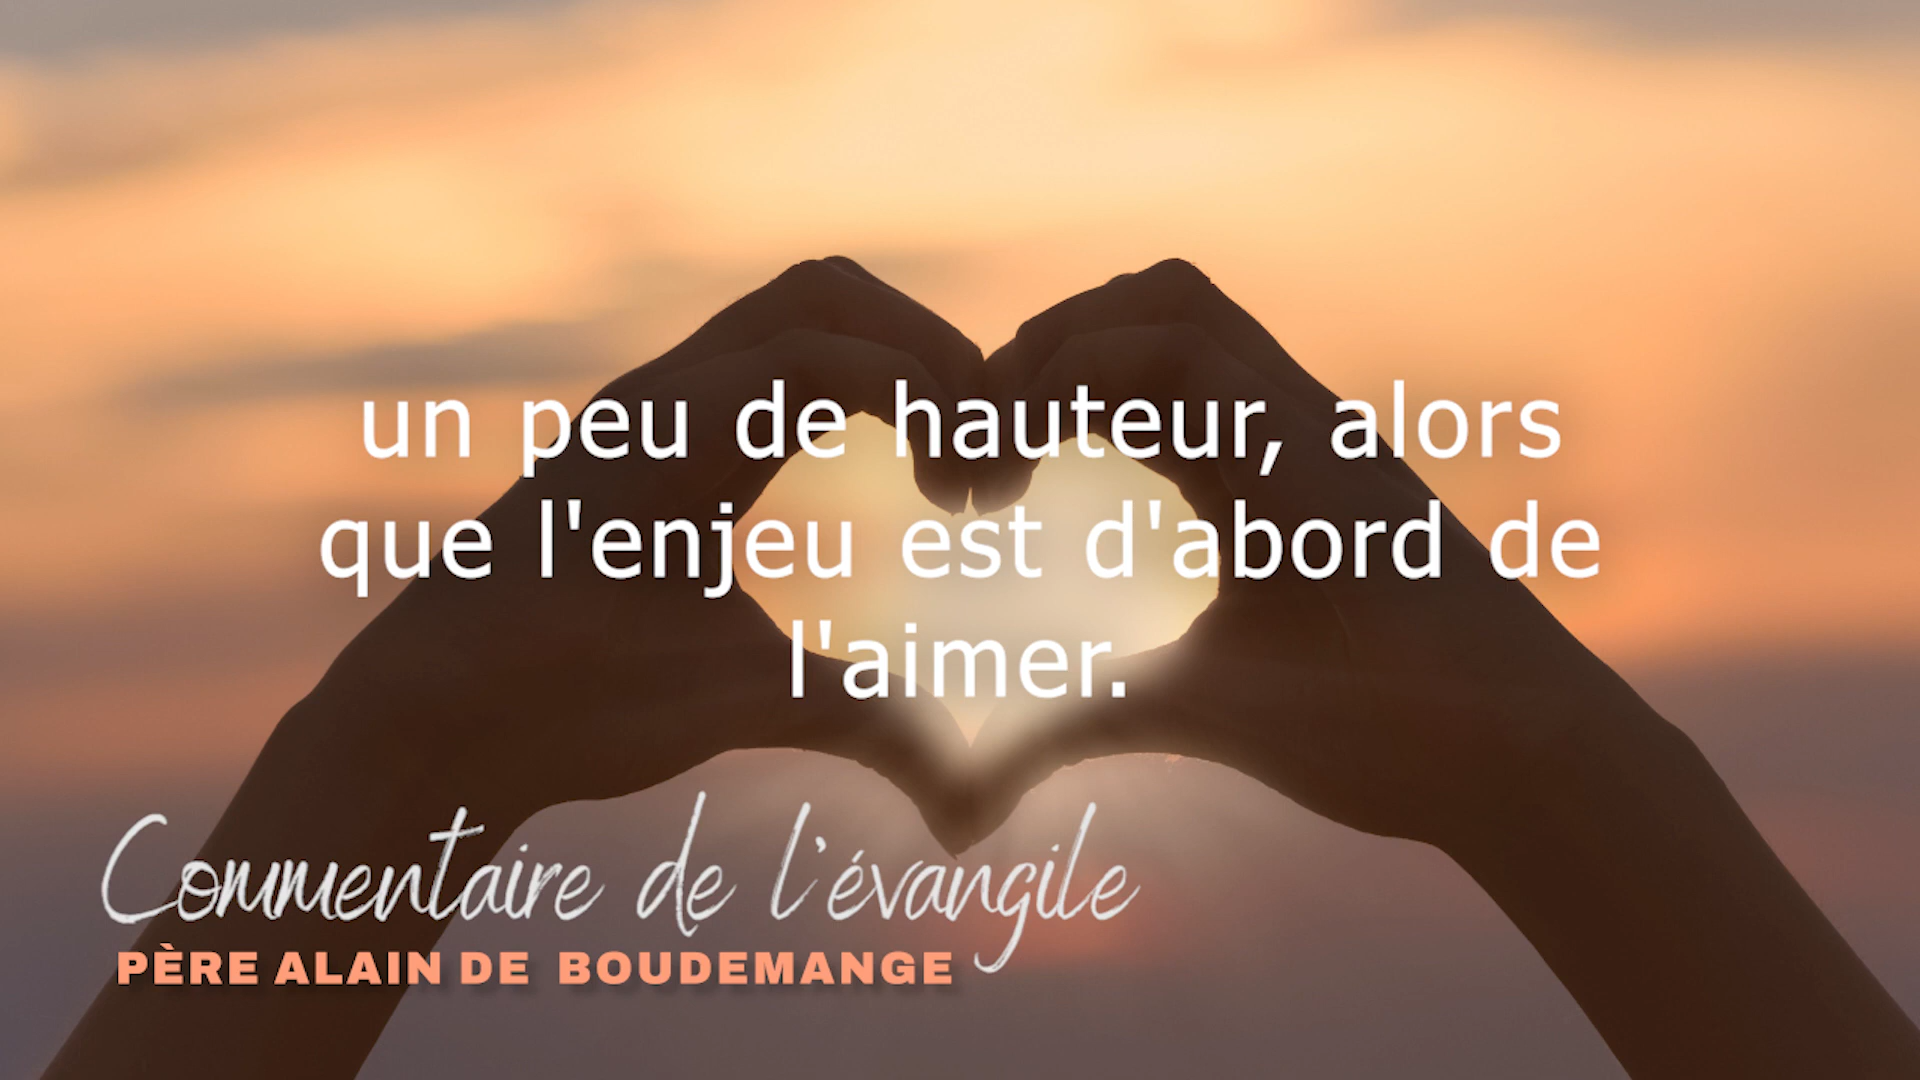 un peu de hauteur, alors
que l'enjeu est d'abord de
l'aimer.
Commentaire de l'évangile
PÈRE ALAIN DE BOUDEMANGE